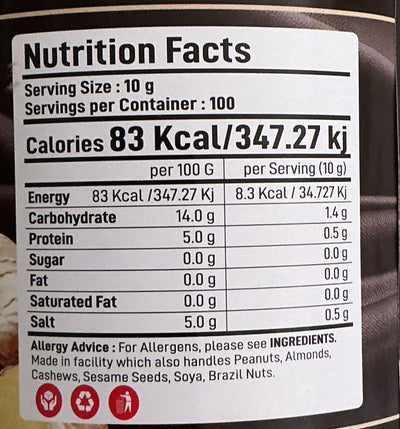 Nutrition Facts
Serving Size : 10 g
Servings per Container : 100
Calories 83 Kcal/347.27 kj
per 100 G per Serving (10 g)
Energy 83 Kcal /347.27 Kj 8.3 Kcal / 34.727 Kj
Carbohydrate 14.0 g 1.4 g
Protein 5.0 g 0.5 g
Sugar 0.0 g 0.0 g
Fat 0.0 g 0.0 g
Saturated Fat 0.0 g 0.0 g
Salt 5.0 g 0.5 g
Allergy Advice : For Allergens, please see INGREDIENTS.
Made in facility which also handles Peanuts, Almonds,
Cashews, Sesame Seeds, Soya, Brazil Nuts.